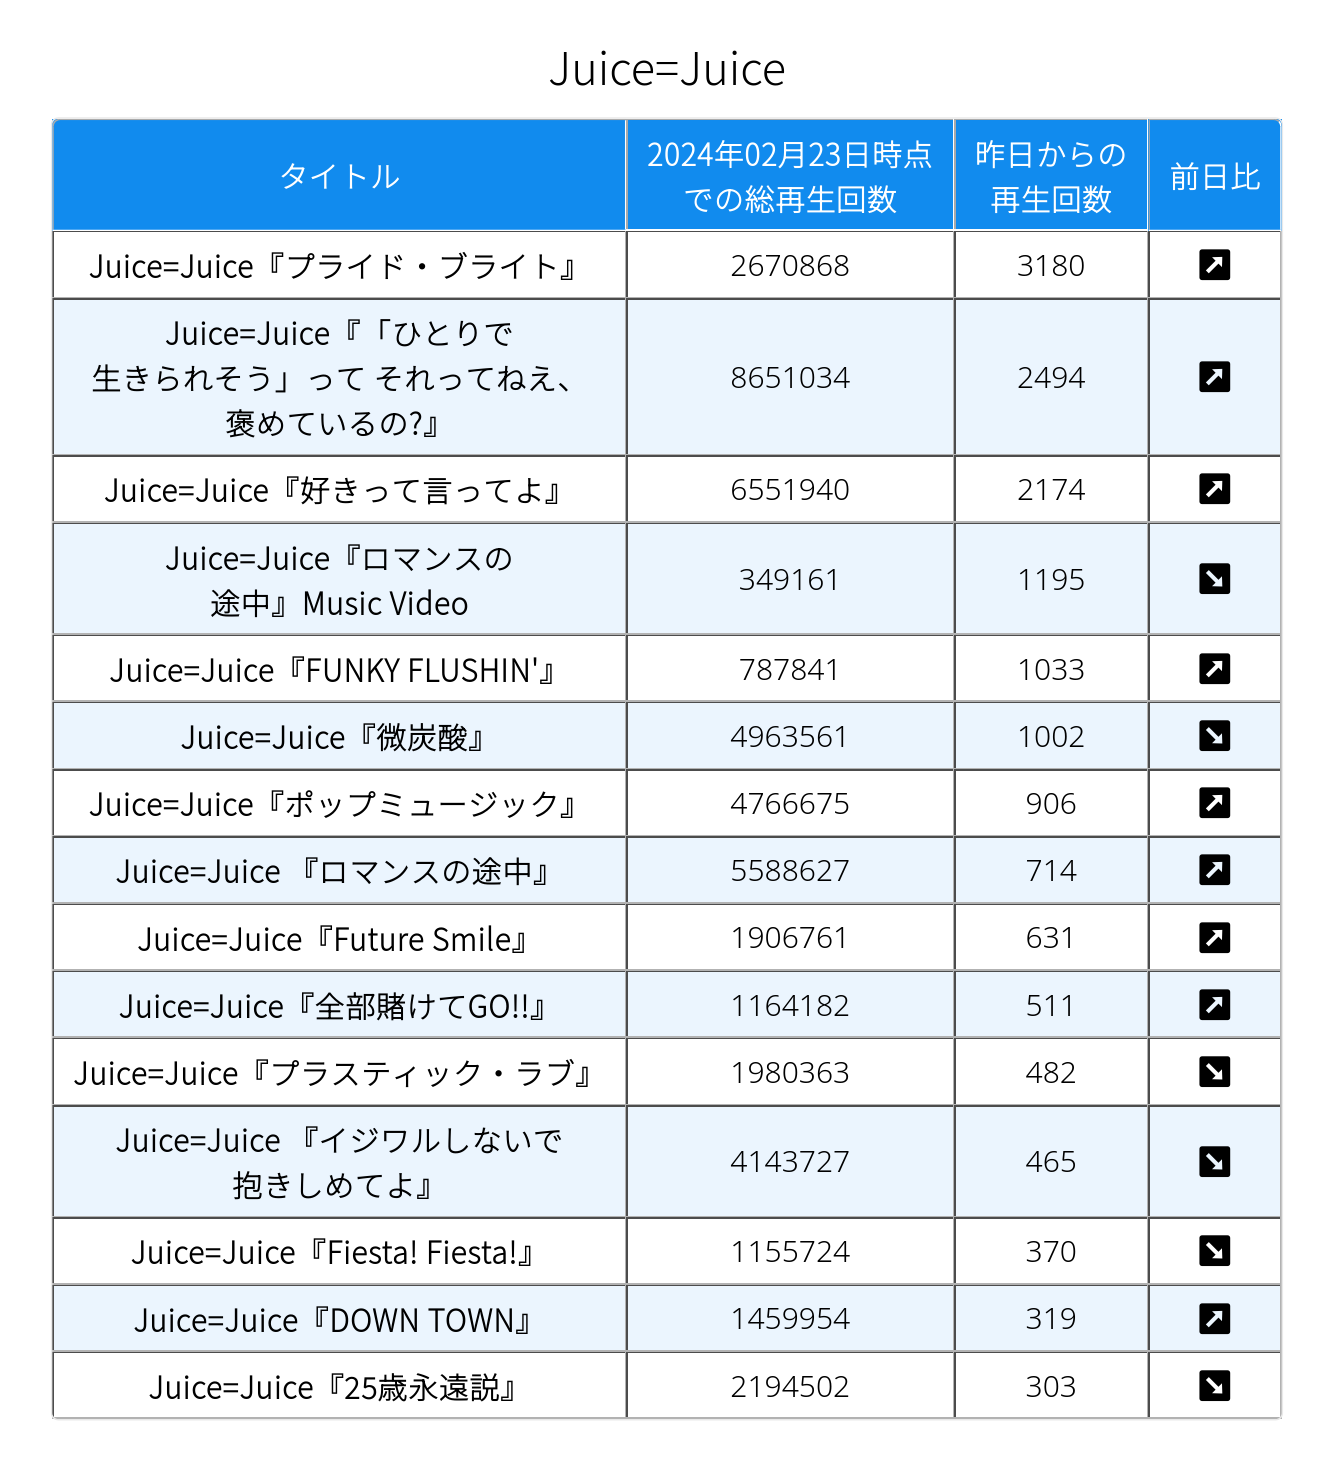 Juice=Juice
タイトル
2024年02月23日時点
での総再生回数
昨日からの
再生回数
前日比
Juice=Juice『プライド・ブライト』
2670868
3180
Juice=Juice『「ひとりで
生きられそう」って それってねえ、
褒めているの?』
8651034
2494
Juice=Juice『好きって言ってよ』
6551940
2174
Juice=Juice『ロマンスの
途中』Music Video
349161
1195
Juice=Juice『FUNKY FLUSHIN'』
787841
1033
Juice=Juice『微炭酸』
4963561
1002
Juice=Juice『ポップミュージック』
4766675
906
Juice=Juice 『ロマンスの途中』
5588627
714
Juice=Juice『Future Smile』
1906761
631
Juice=Juice『全部賭けてGO!!』
1164182
511
Juice=Juice『プラスティック・ラブ』
1980363
482
Juice=Juice 『イジワルしないで
抱きしめてよ』
4143727
465
Juice=Juice『Fiesta! Fiesta!』
1155724
370
Juice=Juice『DOWN TOWN』
1459954
319
Juice=Juice『25歳永遠説』
2194502
303